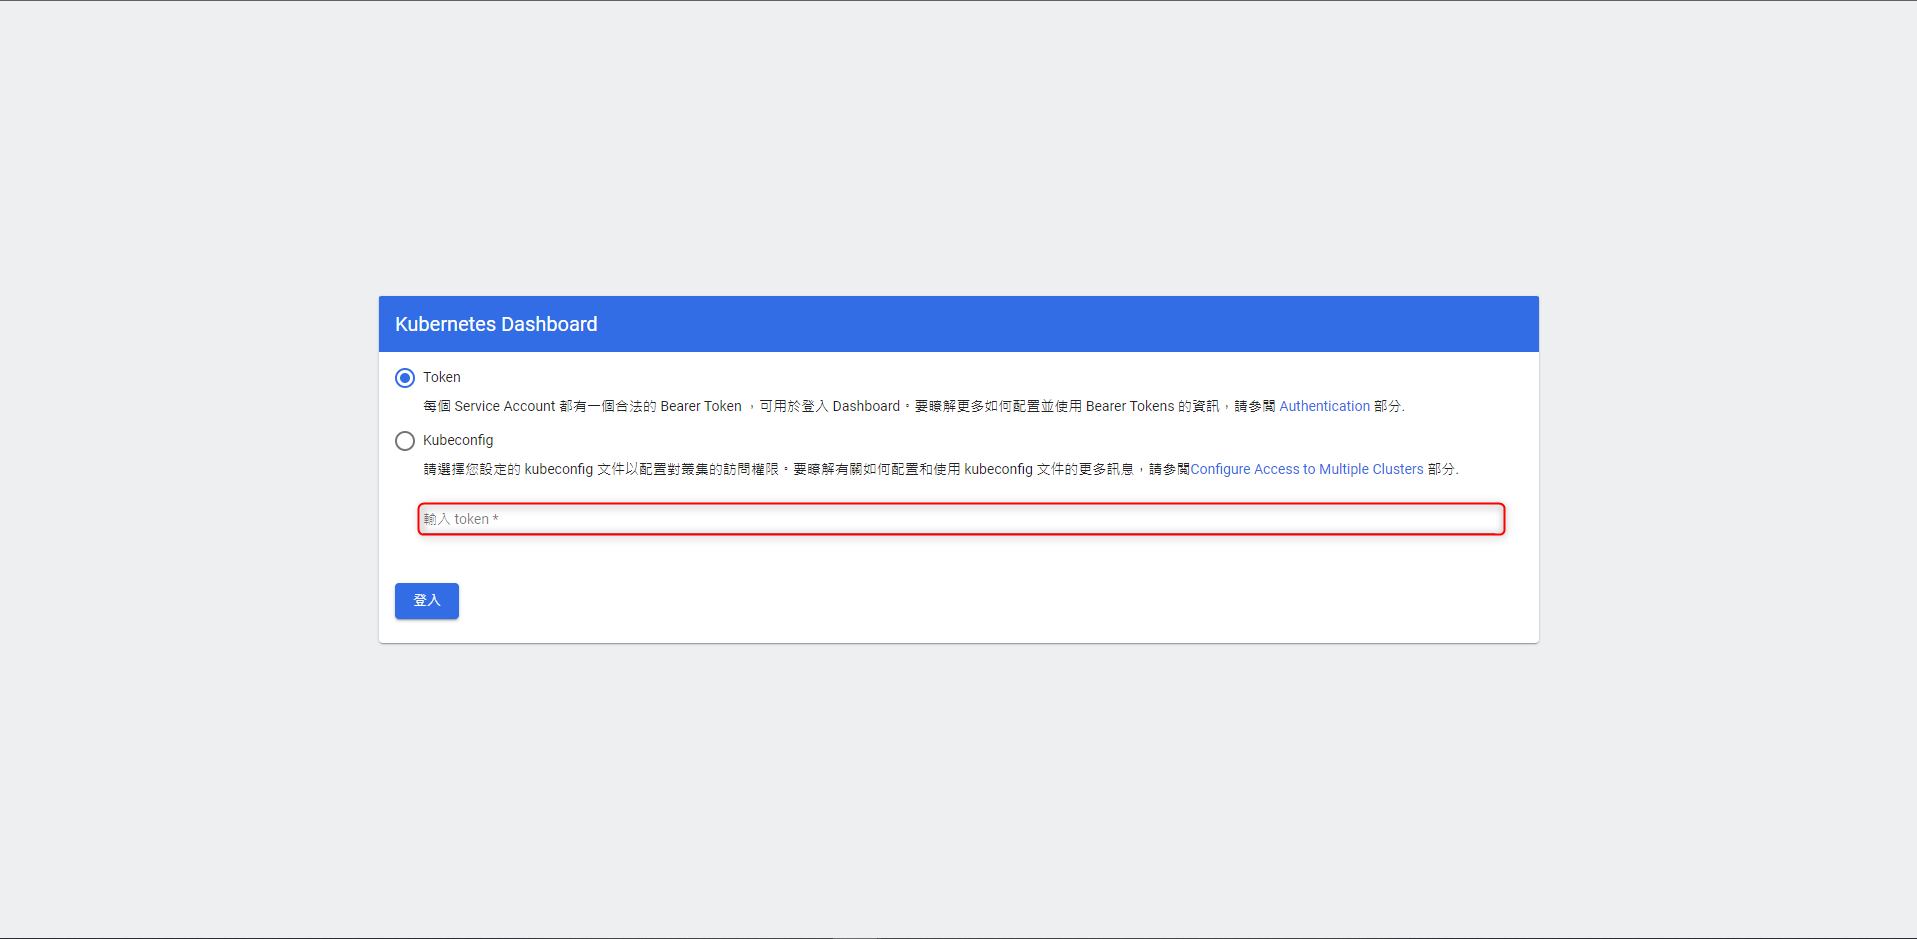 Kubernetes Dashboard
Token
每個 Service Account 都有一個合法的 Bearer Token ，可用於登入 Dashboard。要瞭解更多如何配置並使用 Bearer Tokens 的資訊，請參閱 Authentication 部分.
Kubeconfig
請選擇您設定的 kubeconfig 文件以配置對叢集的訪問權限。要瞭解有關如何配置和使用 kubeconfig 文件的更多訊息，請參閱Configure Access to Multiple Clusters 部分.
輸入 token *
登入